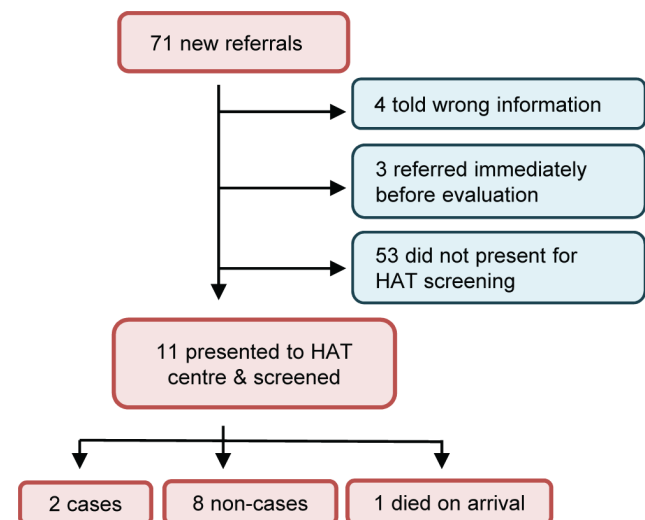 71 new referrals
4 told wrong information
3 referred immediately
before evaluation
53 did not present for
HAT screening
11 presented to HAT
centre & screened
2 cases
8 non-cases
1 died on arrival